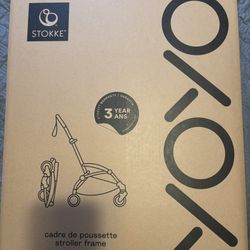 STOKKE
YOYO
3 YEAR
ANS
cadre de poussette
stroller frame